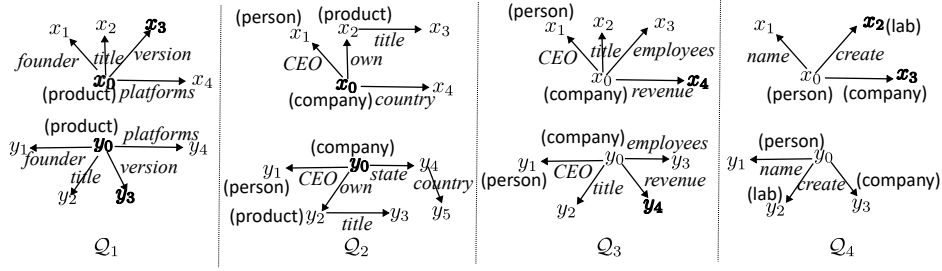 x1 x2 x3
founder title version
x0 x4
(product) platforms
(product)
y0 platforms
y1 y4
founder title version
y2 y3
Q1
(person) (product)
x1 x2 title x3
CEO own
x0 x4
(company) country
(company)
y1 y0 state y4
(person) CEO own country
(product) y2 title y3 y5
Q2
(person)
x1 x2 x3
CEO title employees
x0 x4
(company) revenue
(company) employees
y1 y0 y3
(person) CEO title revenue
y2 y4
Q3
x1 x2 (lab)
name create
x0 x3
(person) (company)
(person)
y1 y0
name create (company)
(lab) y2 y3
Q4